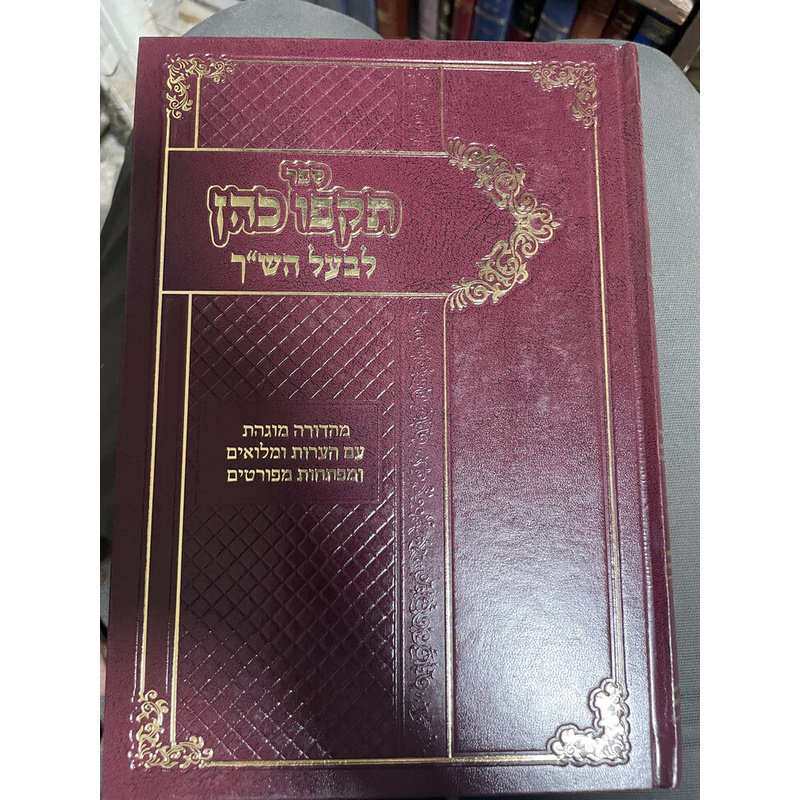 ספר
תקפו כהן
לבעל הש״ך
מהדורה מוגהת
עם הערות ומלואים
ומפתחות מפורטים